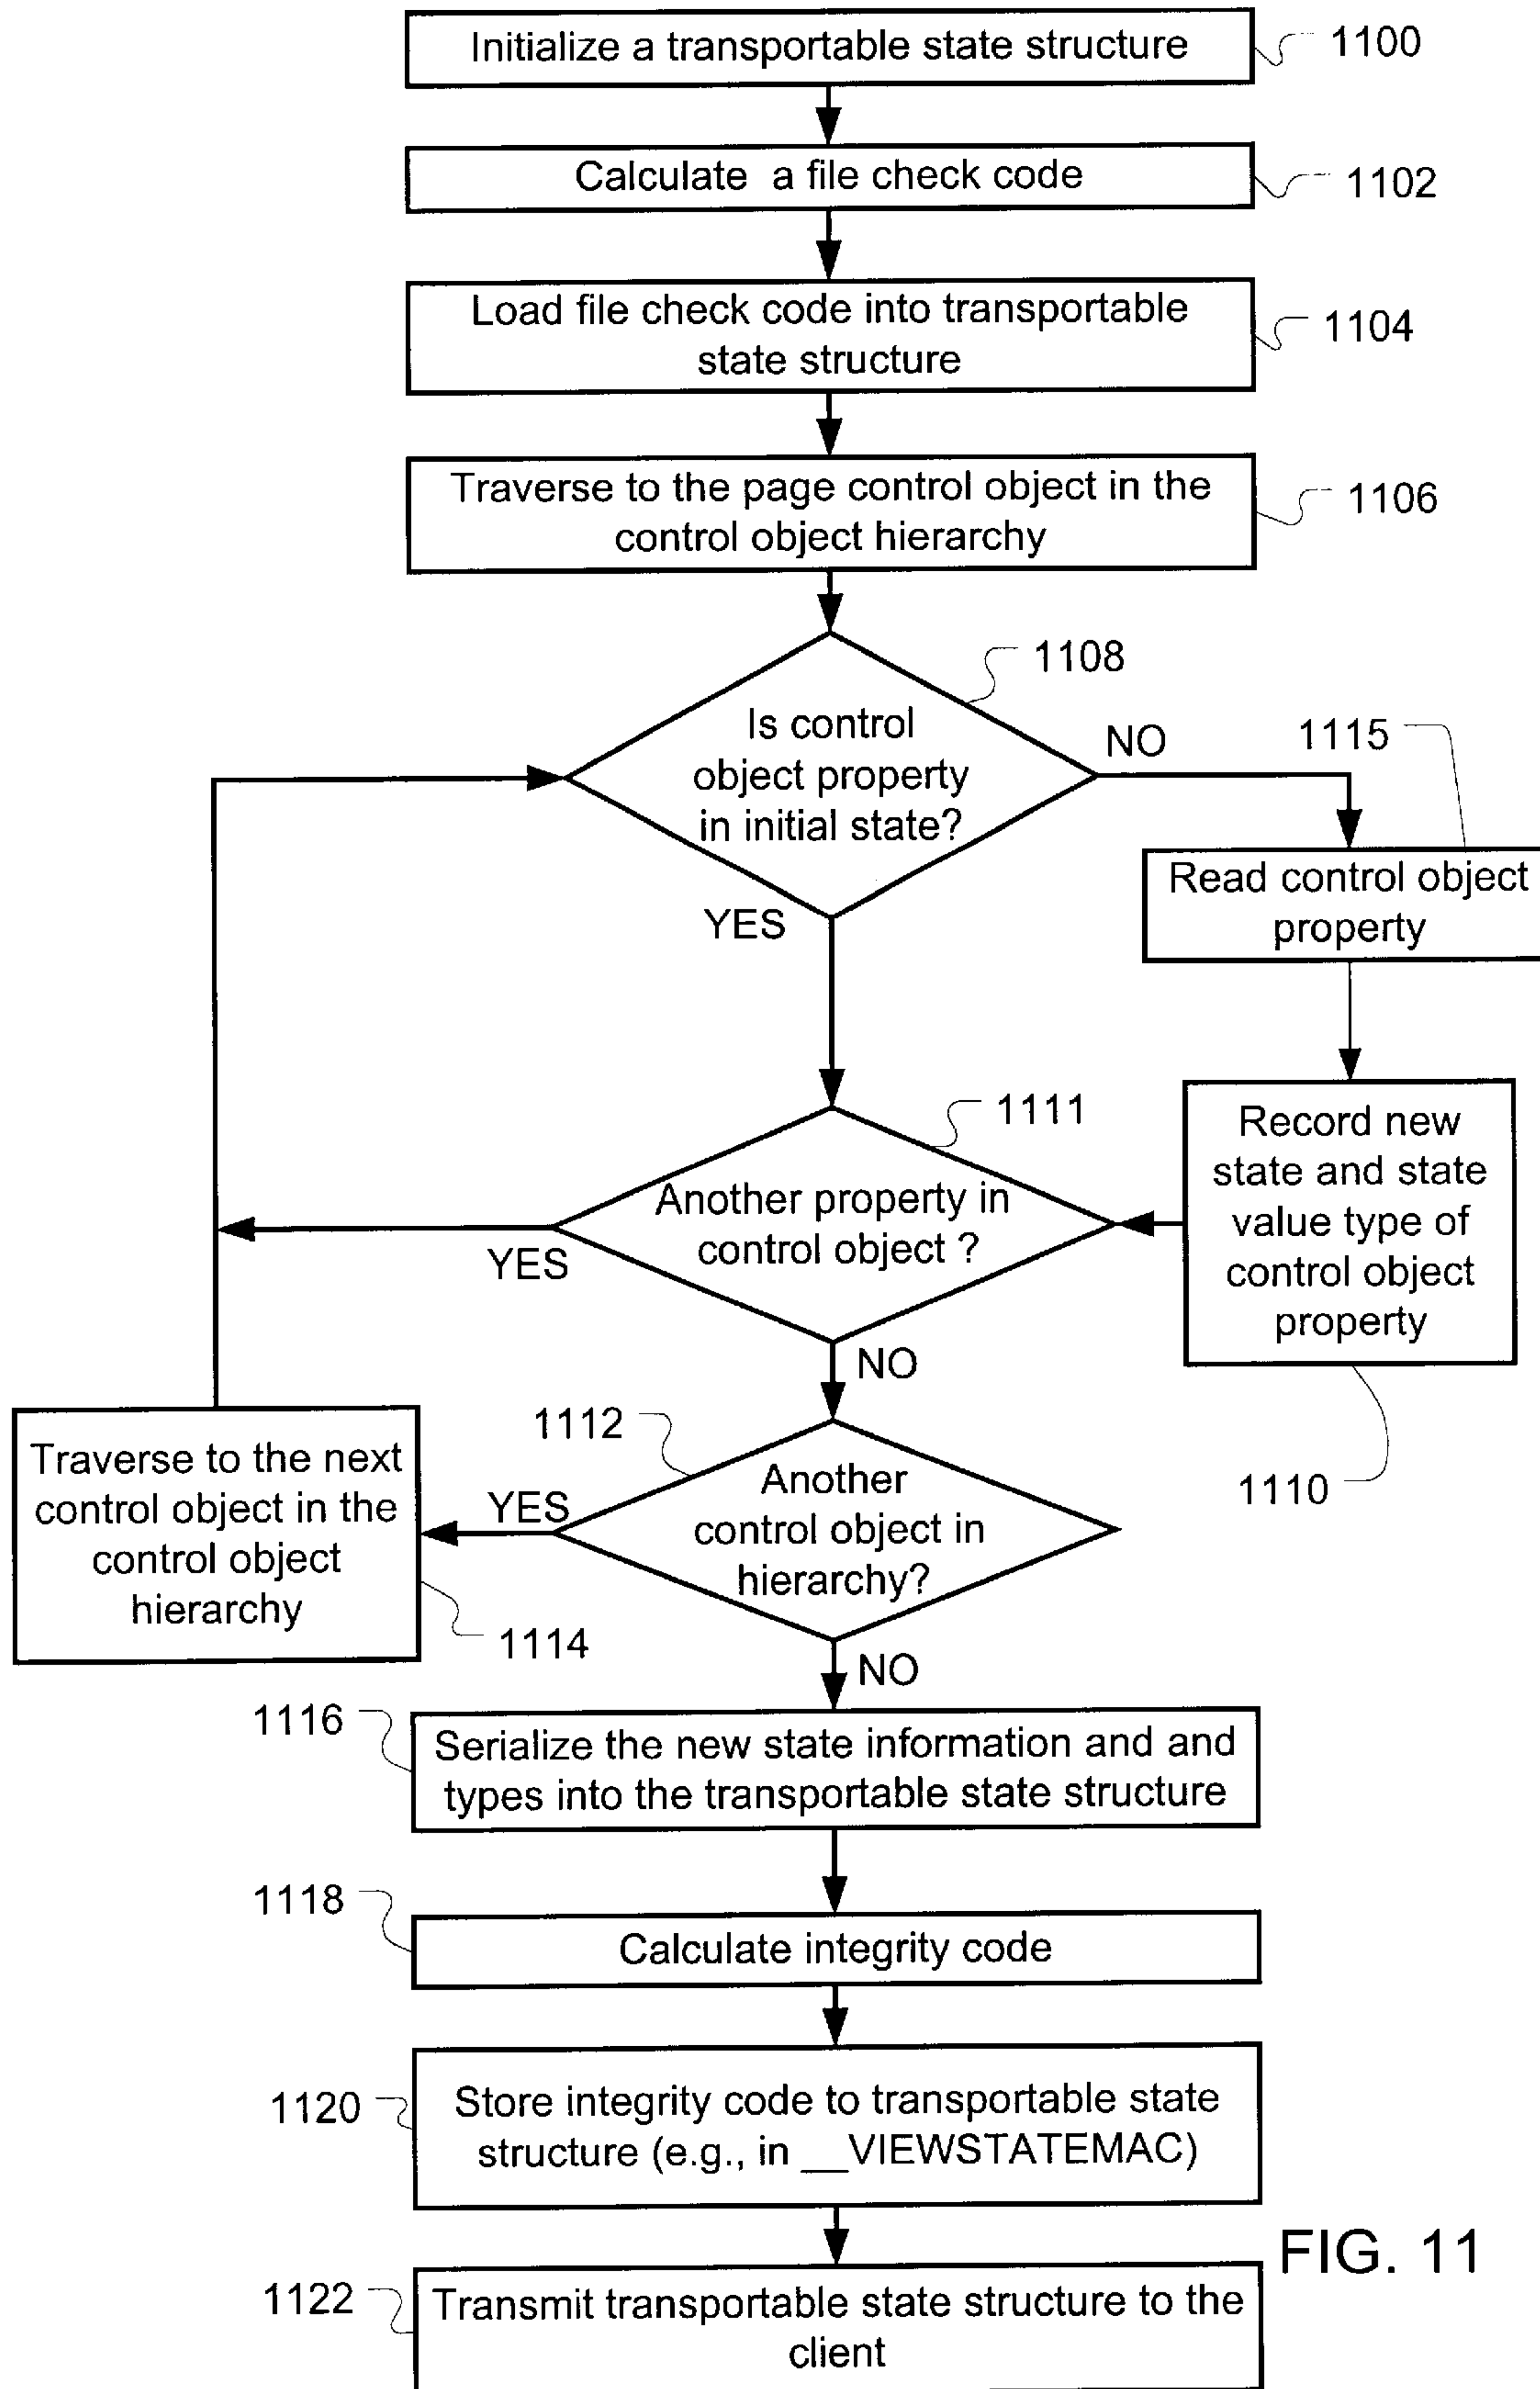 Initialize a transportable state structure
1100
Calculate a file check code
1102
Load file check code into transportable
state structure
1104
Traverse to the page control object in the
control object hierarchy
1106
1108
Is control
object property
in initial state?
NO
YES
1115
Read control object
property
Record new
state and state
value type of
control object
property
1110
1111
Another property in
control object ?
YES
NO
1112
Another
control object in
hierarchy?
YES
NO
Traverse to the next
control object in the
control object
hierarchy
1114
1116
Serialize the new state information and and
types into the transportable state structure
1118
Calculate integrity code
1120
Store integrity code to transportable state
structure (e.g., in __VIEWSTATEMAC)
FIG. 11
1122
Transmit transportable state structure to the
client